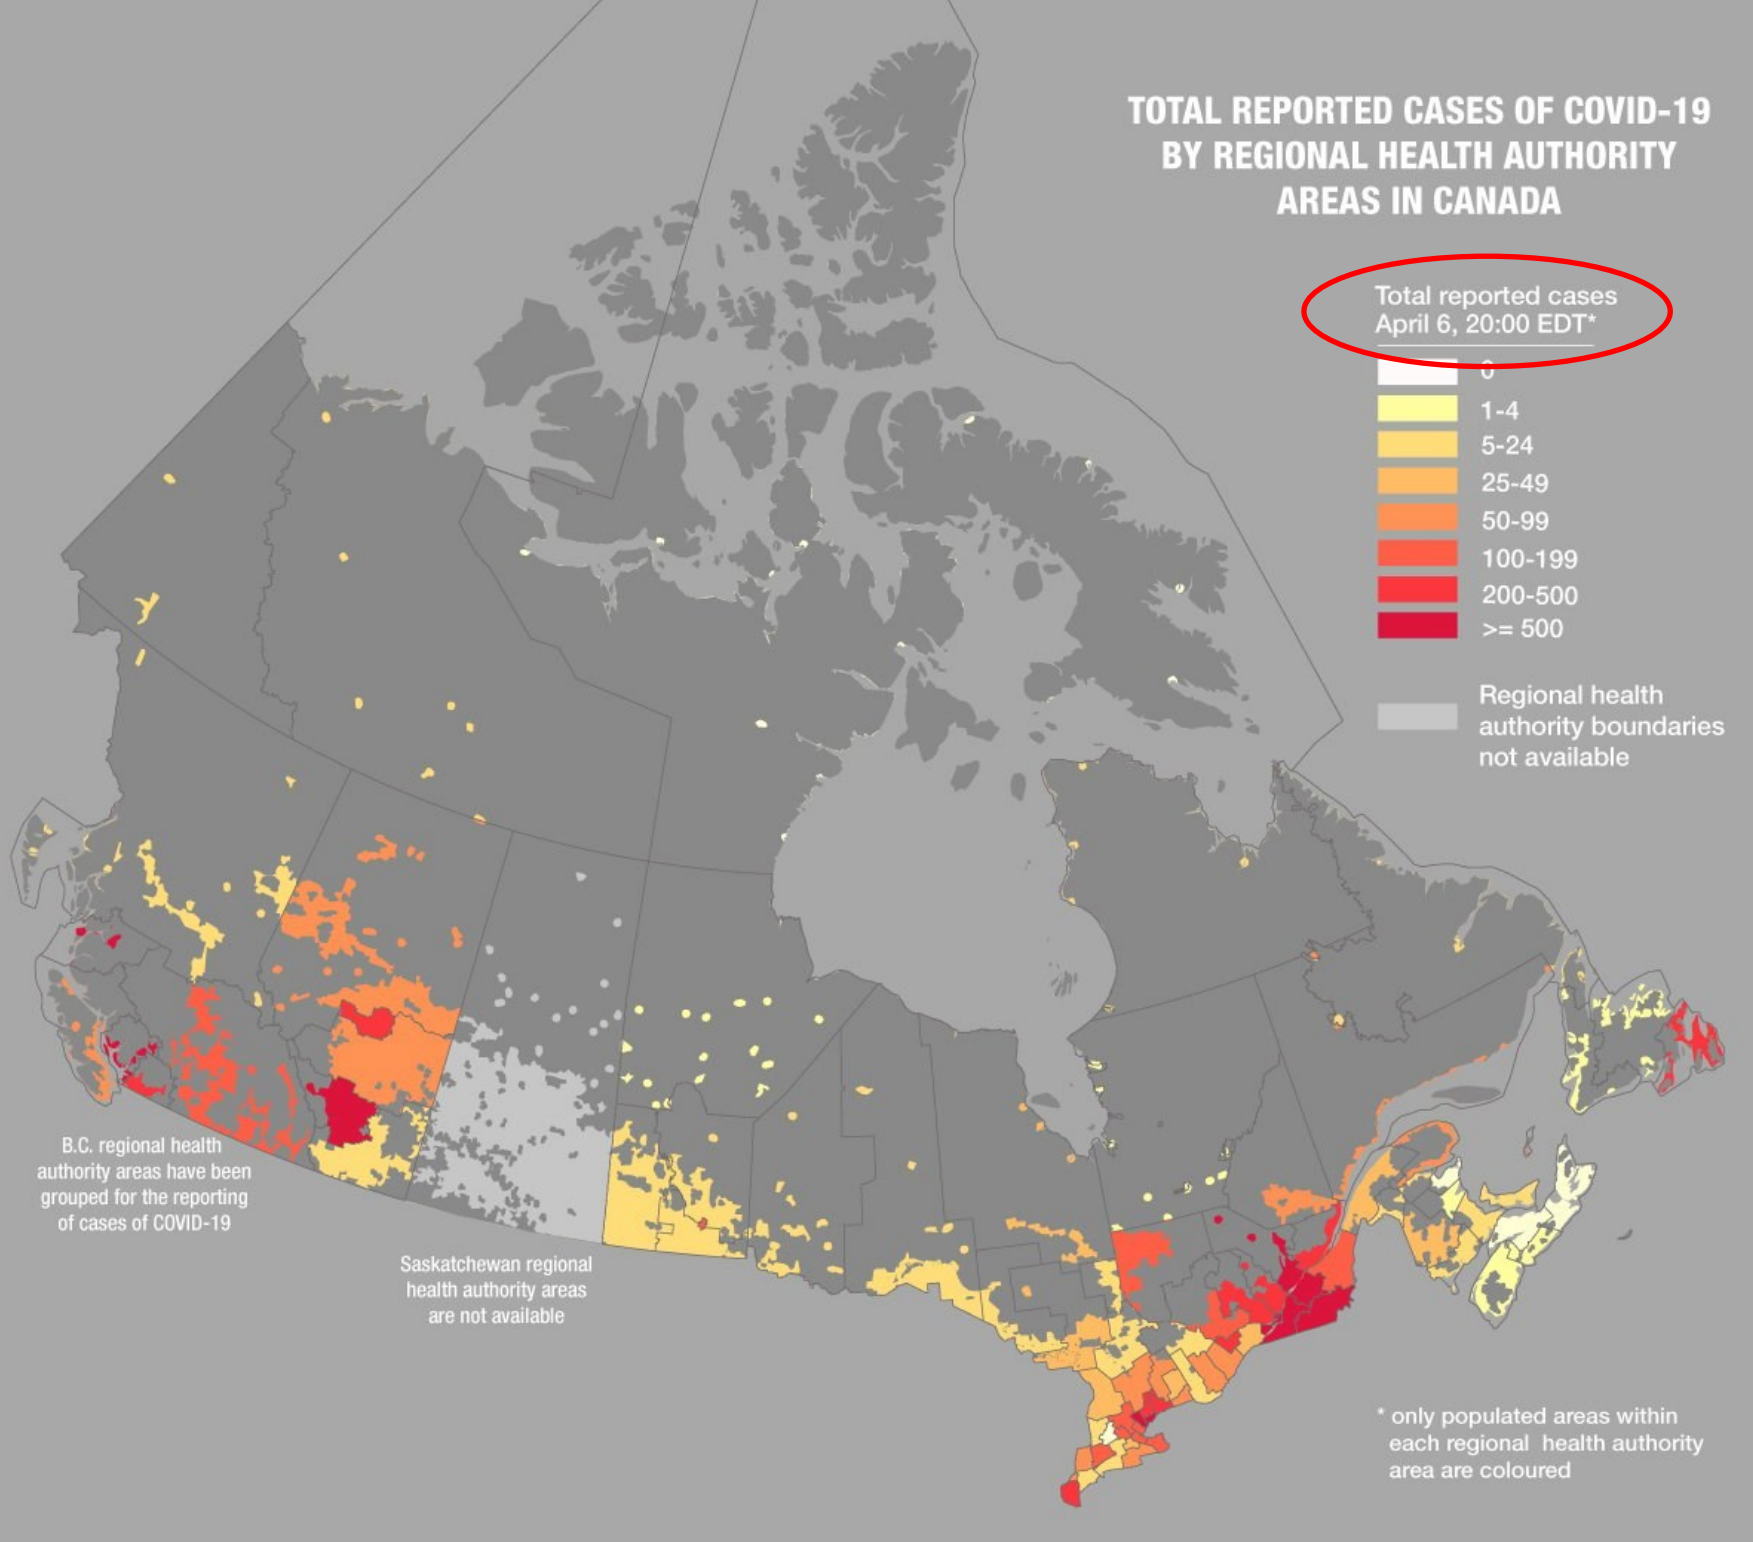 TOTAL REPORTED CASES OF COVID-19
BY REGIONAL HEALTH AUTHORITY
AREAS IN CANADA
Total reported cases
April 6, 20:00 EDT*
0
1-4
5-24
25-49
50-99
100-199
200-500
>= 500
Regional health
authority boundaries
not available
B.C. regional health
authority areas have been
grouped for the reporting
of cases of COVID-19
Saskatchewan regional
health authority areas
are not available
* only populated areas within
each regional health authority
area are coloured